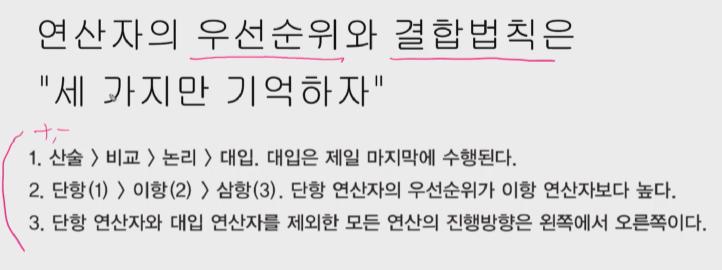 연산자의 우선순위와 결합법칙은
"세 가지만 기억하자"
+,-
1. 산술 > 비교 > 논리 > 대입. 대입은 제일 마지막에 수행된다.
2. 단항(1) > 이항(2) > 삼항(3). 단항 연산자의 우선순위가 이항 연산자보다 높다.
3. 단항 연산자와 대입 연산자를 제외한 모든 연산의 진행방향은 왼쪽에서 오른쪽이다.